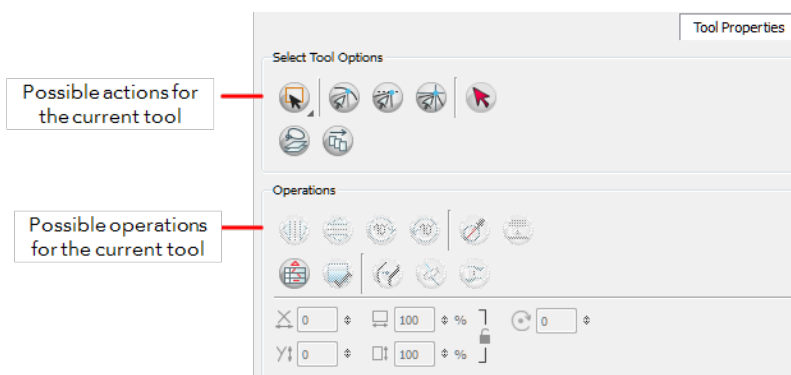 Tool Properties
Select Tool Options
Possible actions for
the current tool
Operations
Possible operations
for the current tool
0 100 % 0
Y 0 100 %